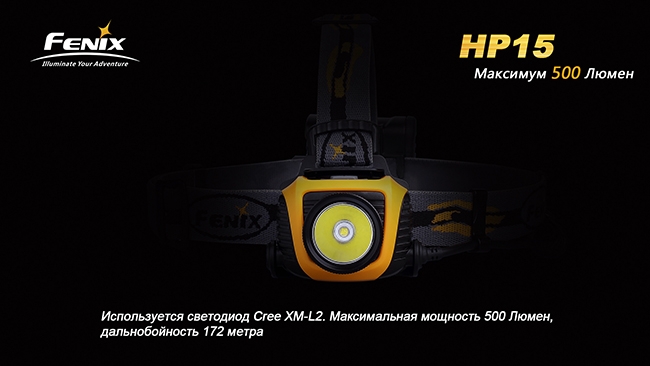 FENIX
Illuminate Your Adventure
HP15
Максимум 500 Люмен
NIX
FENIX
Используется светодиод Cree XM-L2. Максимальная мощность 500 Люмен,
дальнобойность 172 метра